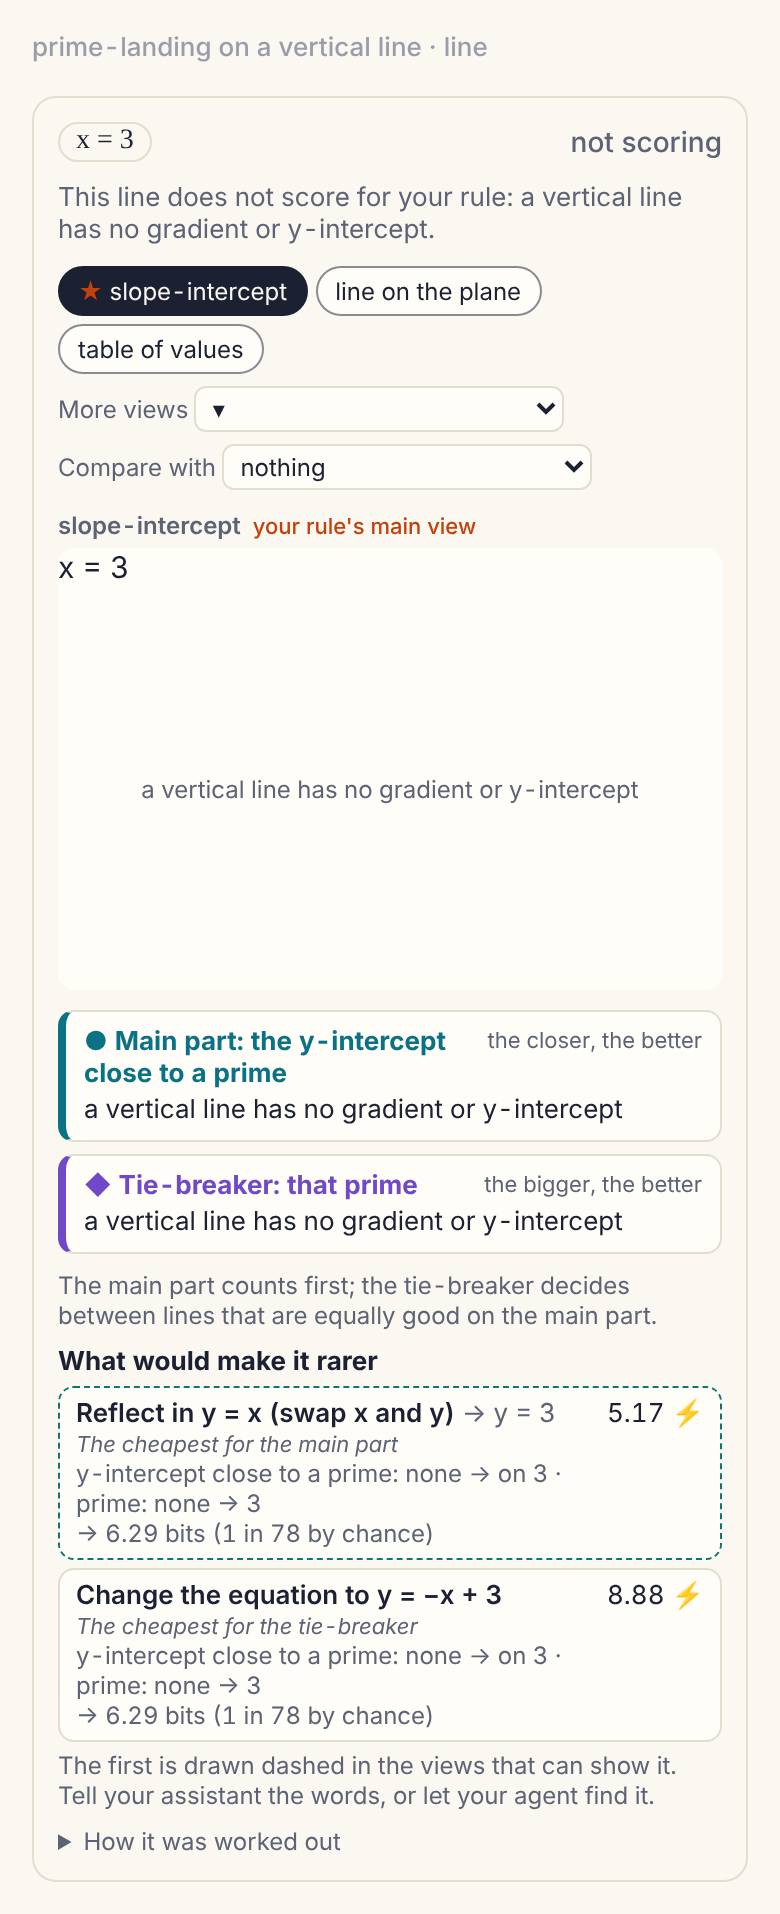 prime-landing on a vertical line · line
x = 3
not scoring
This line does not score for your rule: a vertical line
has no gradient or y-intercept.
★ slope-intercept
line on the plane
table of values
More views ▾
Compare with nothing
slope-intercept your rule's main view
x = 3
a vertical line has no gradient or y-intercept
● Main part: the y-intercept
close to a prime
the closer, the better
a vertical line has no gradient or y-intercept
◆ Tie-breaker: that prime
the bigger, the better
a vertical line has no gradient or y-intercept
The main part counts first; the tie-breaker decides
between lines that are equally good on the main part.
What would make it rarer
Reflect in y = x (swap x and y) → y = 3
5.17 ⚡
The cheapest for the main part
y-intercept close to a prime: none → on 3 ·
prime: none → 3
→ 6.29 bits (1 in 78 by chance)
Change the equation to y = −x + 3
8.88 ⚡
The cheapest for the tie-breaker
y-intercept close to a prime: none → on 3 ·
prime: none → 3
→ 6.29 bits (1 in 78 by chance)
The first is drawn dashed in the views that can show it.
Tell your assistant the words, or let your agent find it.
▶ How it was worked out